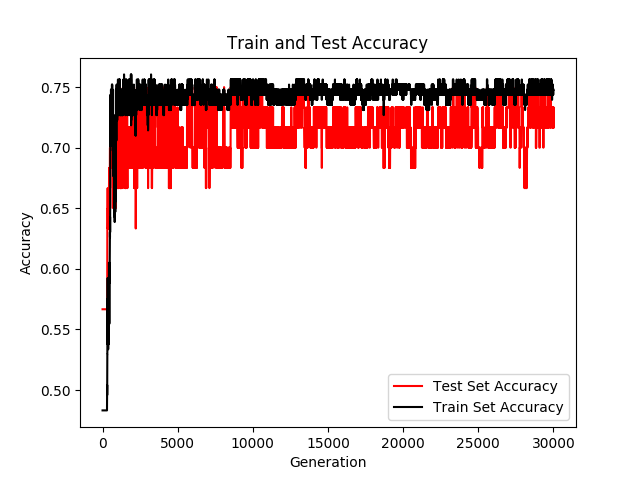 Train and Test Accuracy
Accuracy
0.75
0.70
0.65
0.60
0.55
0.50
0
5000
10000
15000
20000
25000
30000
Generation
Test Set Accuracy
Train Set Accuracy